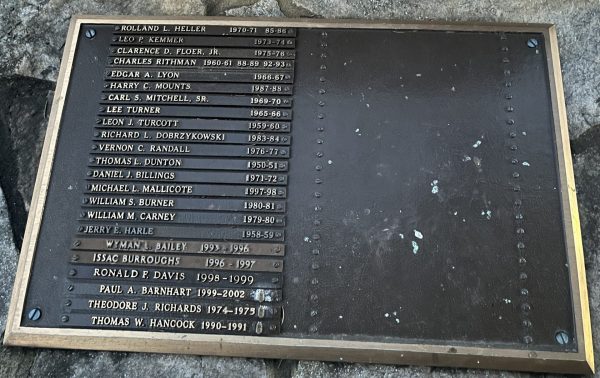 ROLLAND L. HELLER 1970-71 85-86
LEO P. KEMMER 1973-74
CLARENCE D. FLOER, JR. 1975-76
CHARLES RITHMAN 1960-61 88-89 92-93
EDGAR A. LYON 1966-67
HARRY C. MOUNTS 1987-88
CARL S. MITCHELL, SR. 1969-70
LEE TURNER 1965-66
LEON J. TURCOTT 1959-60
RICHARD L. DOBRZYKOWSKI 1983-84
VERNON C. RANDALL 1976-77
THOMAS L. DUNTON 1950-51
DANIEL J. BILLINGS 1971-72
MICHAEL L. MALLICOTE 1997-98
WILLIAM S. BURNER 1980-81
WILLIAM M. CARNEY 1979-80
JERRY E. HARLE 1958-59
WYMAN L. BAILEY 1993-1996
ISSAC BURROUGHS 1996-1997
RONALD F. DAVIS 1998-1999
PAUL A. BARNHART 1999-2002
THEODORE J. RICHARDS 1974-1975
THOMAS W. HANCOCK 1990-1991